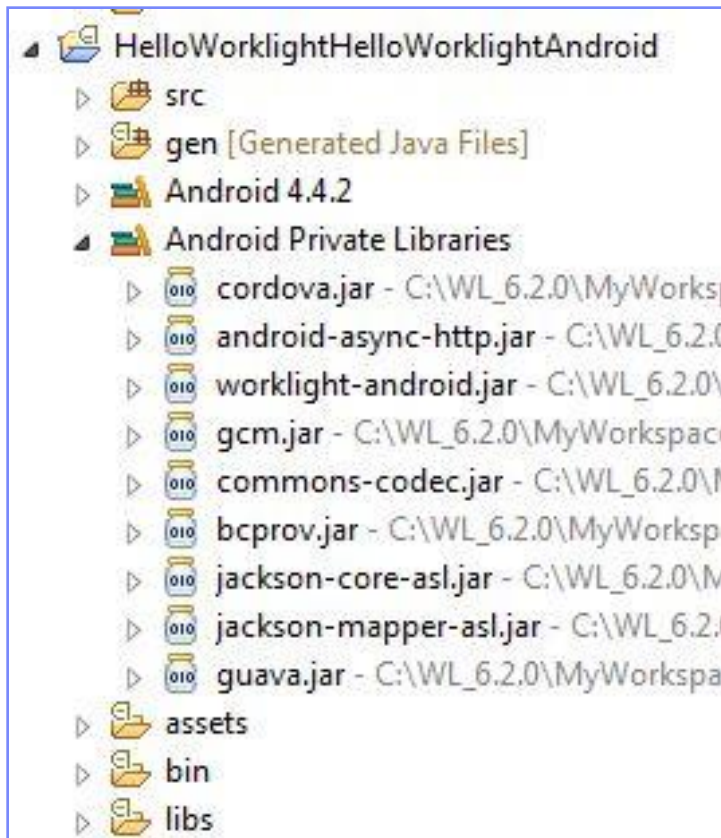 HelloWorklightHelloWorklightAndroid
src
gen [Generated Java Files]
Android 4.4.2
Android Private Libraries
cordova.jar - C:\WL_6.2.0\MyWorksp
android-async-http.jar - C:\WL_6.2.0
worklight-android.jar - C:\WL_6.2.0\
gcm.jar - C:\WL_6.2.0\MyWorkspac
commons-codec.jar - C:\WL_6.2.0\M
bcprov.jar - C:\WL_6.2.0\MyWorksp
jackson-core-asl.jar - C:\WL_6.2.0\M
jackson-mapper-asl.jar - C:\WL_6.2.
guava.jar - C:\WL_6.2.0\MyWorkspa
assets
bin
libs